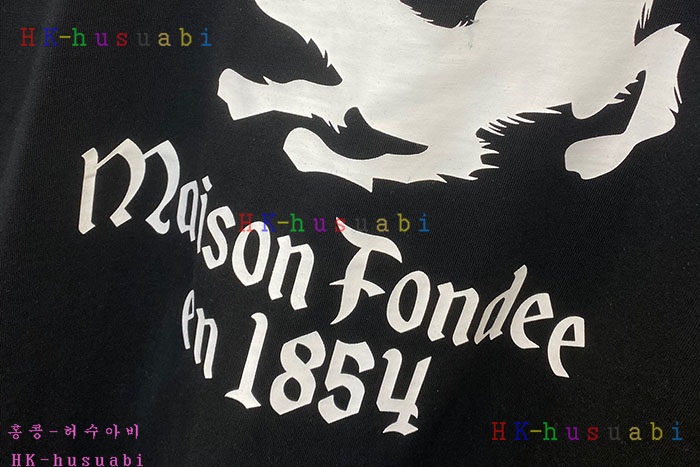 HK-husuabi
Maison Fondee
HK-husuabi
en 1854
홍콩-허수아비
HK-husuabi
HK-husuabi